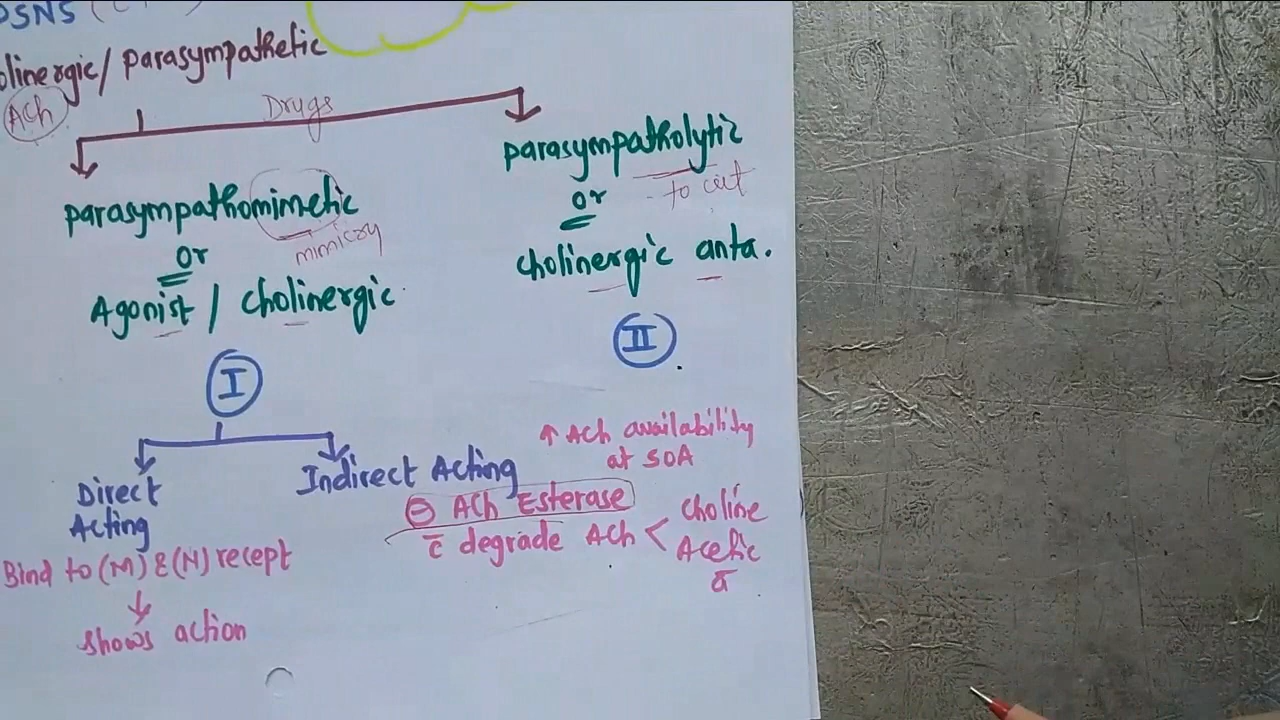 PSNS
olinergic/ parasympathetic
ACh
Drugs
parasympathomimetic
mimicry
or
Agonist / cholinergic
I
parasympatholytic
to cut
or
cholinergic anta.
II
Direct
Acting
Bind to (M) & (N) recept
↓
shows action
Indirect Acting
↑ ACh availability
at SOA
⊖ ACh Esterase
c̄ degrade ACh <
choline
Acetic